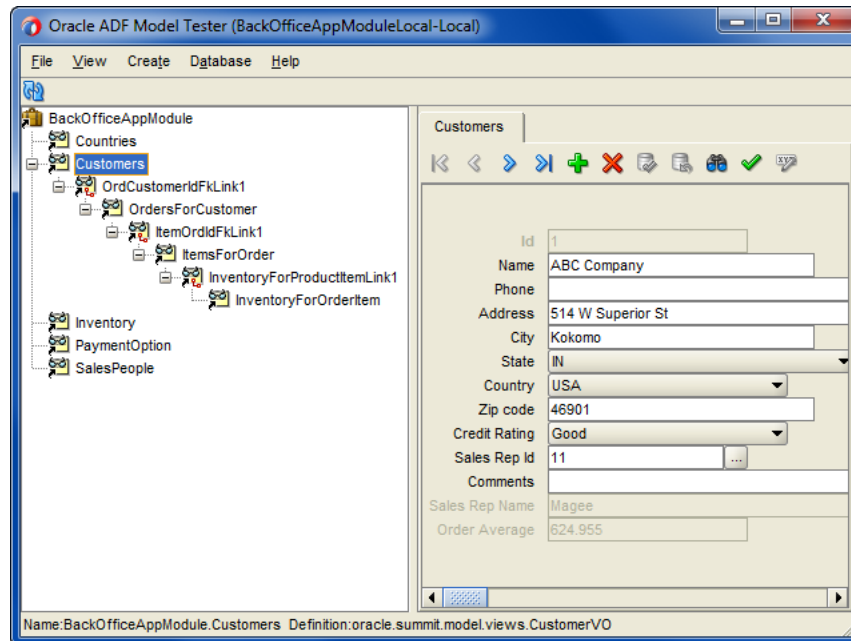 Oracle ADF Model Tester (BackOfficeAppModuleLocal-Local)
File View Create Database Help
BackOfficeAppModule
Countries
Customers
OrdCustomerIdFkLink1
OrdersForCustomer
ItemOrdIdFkLink1
ItemsForOrder
InventoryForProductItemLink1
InventoryForOrderItem
Inventory
PaymentOption
SalesPeople
Customers
Id 1
Name ABC Company
Phone
Address 514 W Superior St
City Kokomo
State IN
Country USA
Zip code 46901
Credit Rating Good
Sales Rep Id 11 ...
Comments
Sales Rep Name Magee
Order Average 624.955
Name:BackOfficeAppModule.Customers Definition:oracle.summit.model.views.CustomerVO